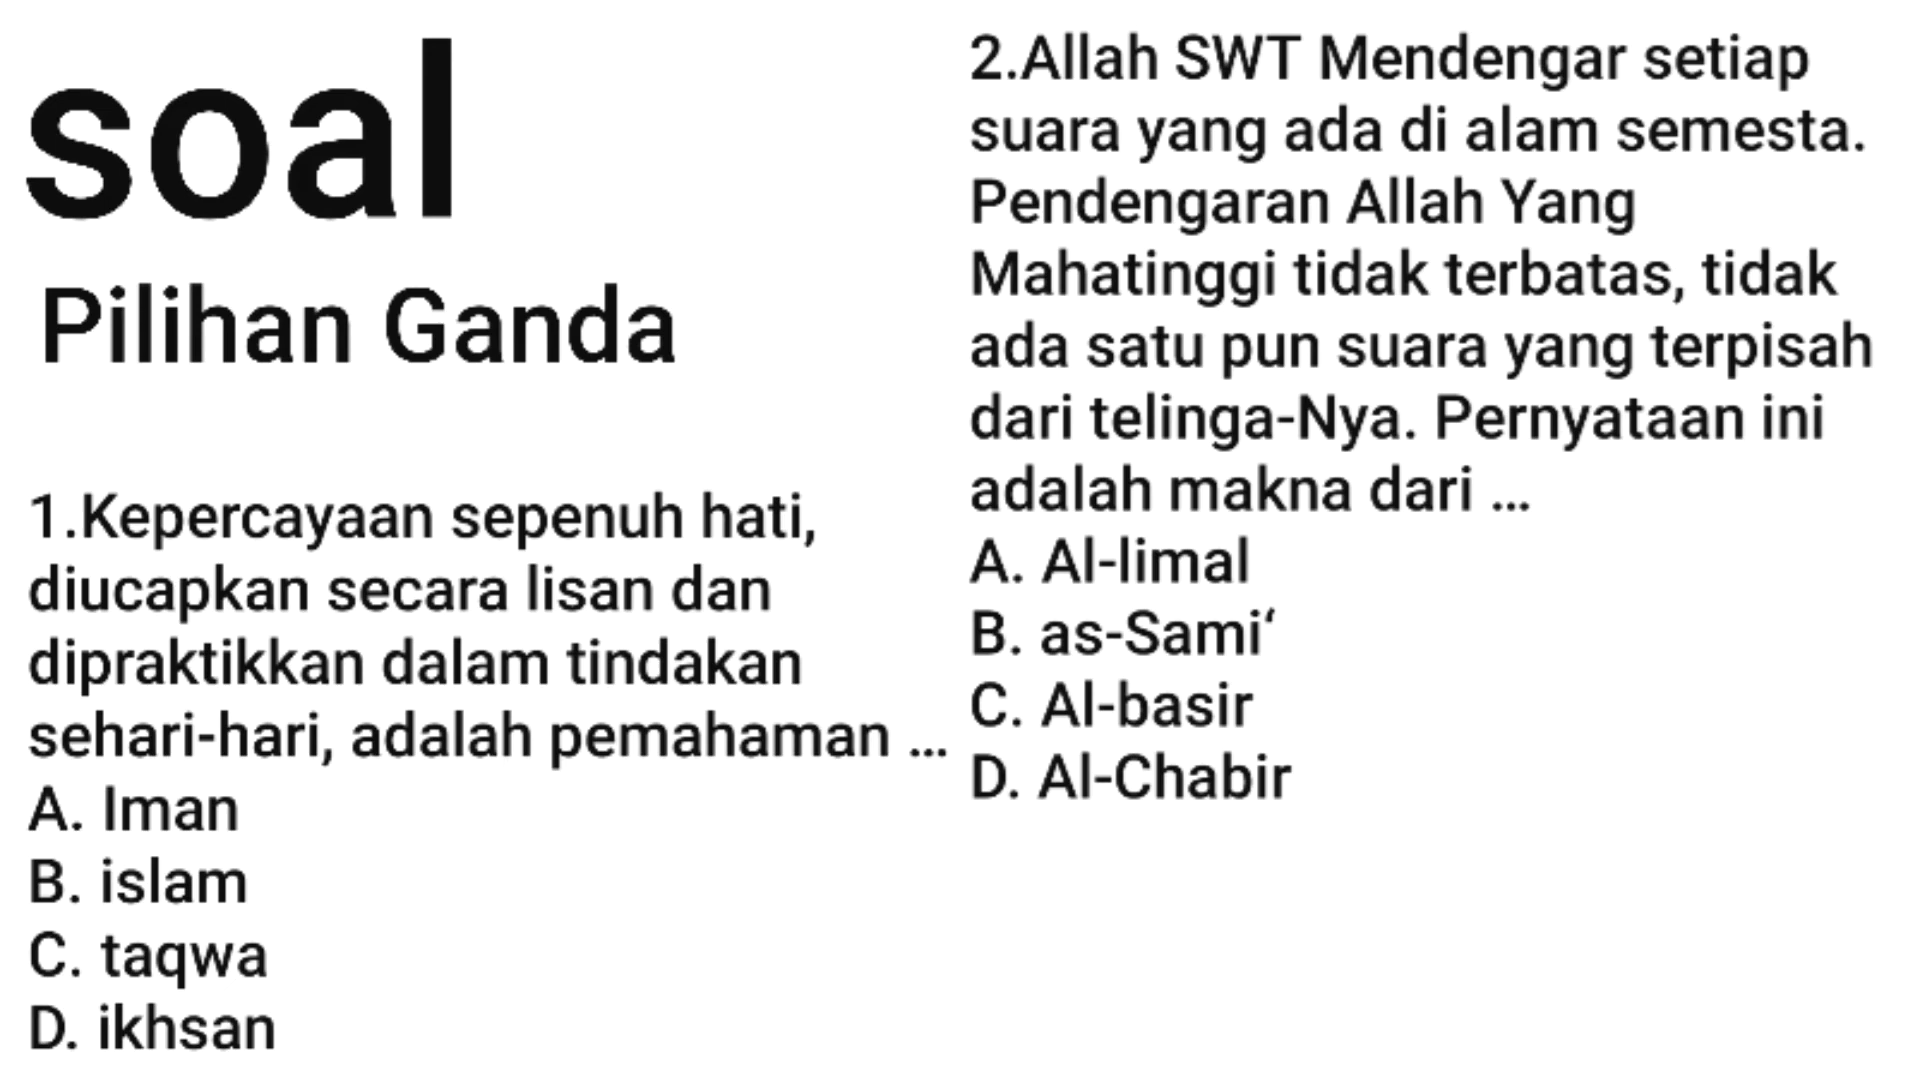 soal
Pilihan Ganda
1.Kepercayaan sepenuh hati,
diucapkan secara lisan dan
dipraktikkan dalam tindakan
sehari-hari, adalah pemahaman ...
A. Iman
B. islam
C. taqwa
D. ikhsan
2.Allah SWT Mendengar setiap
suara yang ada di alam semesta.
Pendengaran Allah Yang
Mahatinggi tidak terbatas, tidak
ada satu pun suara yang terpisah
dari telinga-Nya. Pernyataan ini
adalah makna dari ...
A. Al-limal
B. as-Sami‘
C. Al-basir
D. Al-Chabir